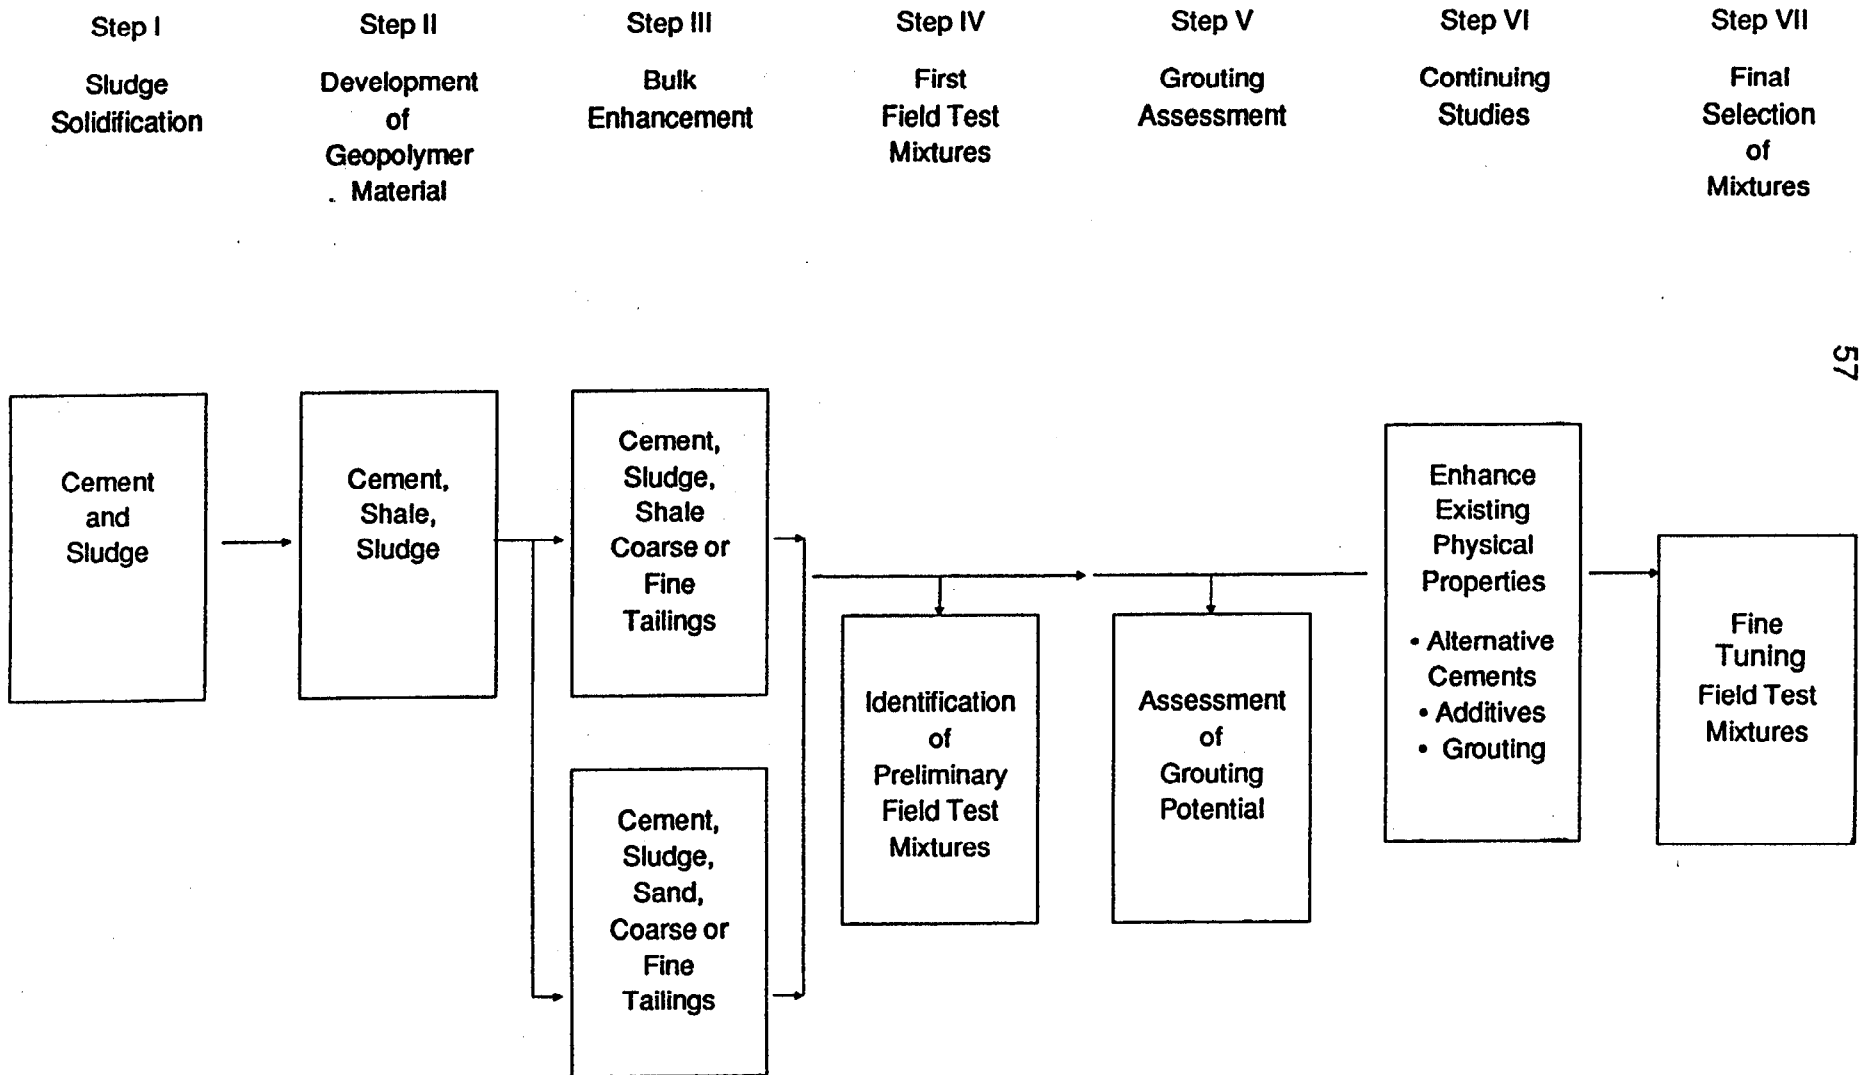 Step I
Sludge
Solidification
Step II
Development
of
Geopolymer
Material
Step III
Bulk
Enhancement
Step IV
First
Field Test
Mixtures
Step V
Grouting
Assessment
Step VI
Continuing
Studies
Step VII
Final
Selection
of
Mixtures
57
Cement
and
Sludge
Cement,
Shale,
Sludge
Cement,
Sludge,
Shale
Coarse or
Fine
Tailings
Cement,
Sludge,
Sand,
Coarse or
Fine
Tailings
Identification
of
Preliminary
Field Test
Mixtures
Assessment
of
Grouting
Potential
Enhance
Existing
Physical
Properties
• Alternative
Cements
• Additives
• Grouting
Fine
Tuning
Field Test
Mixtures